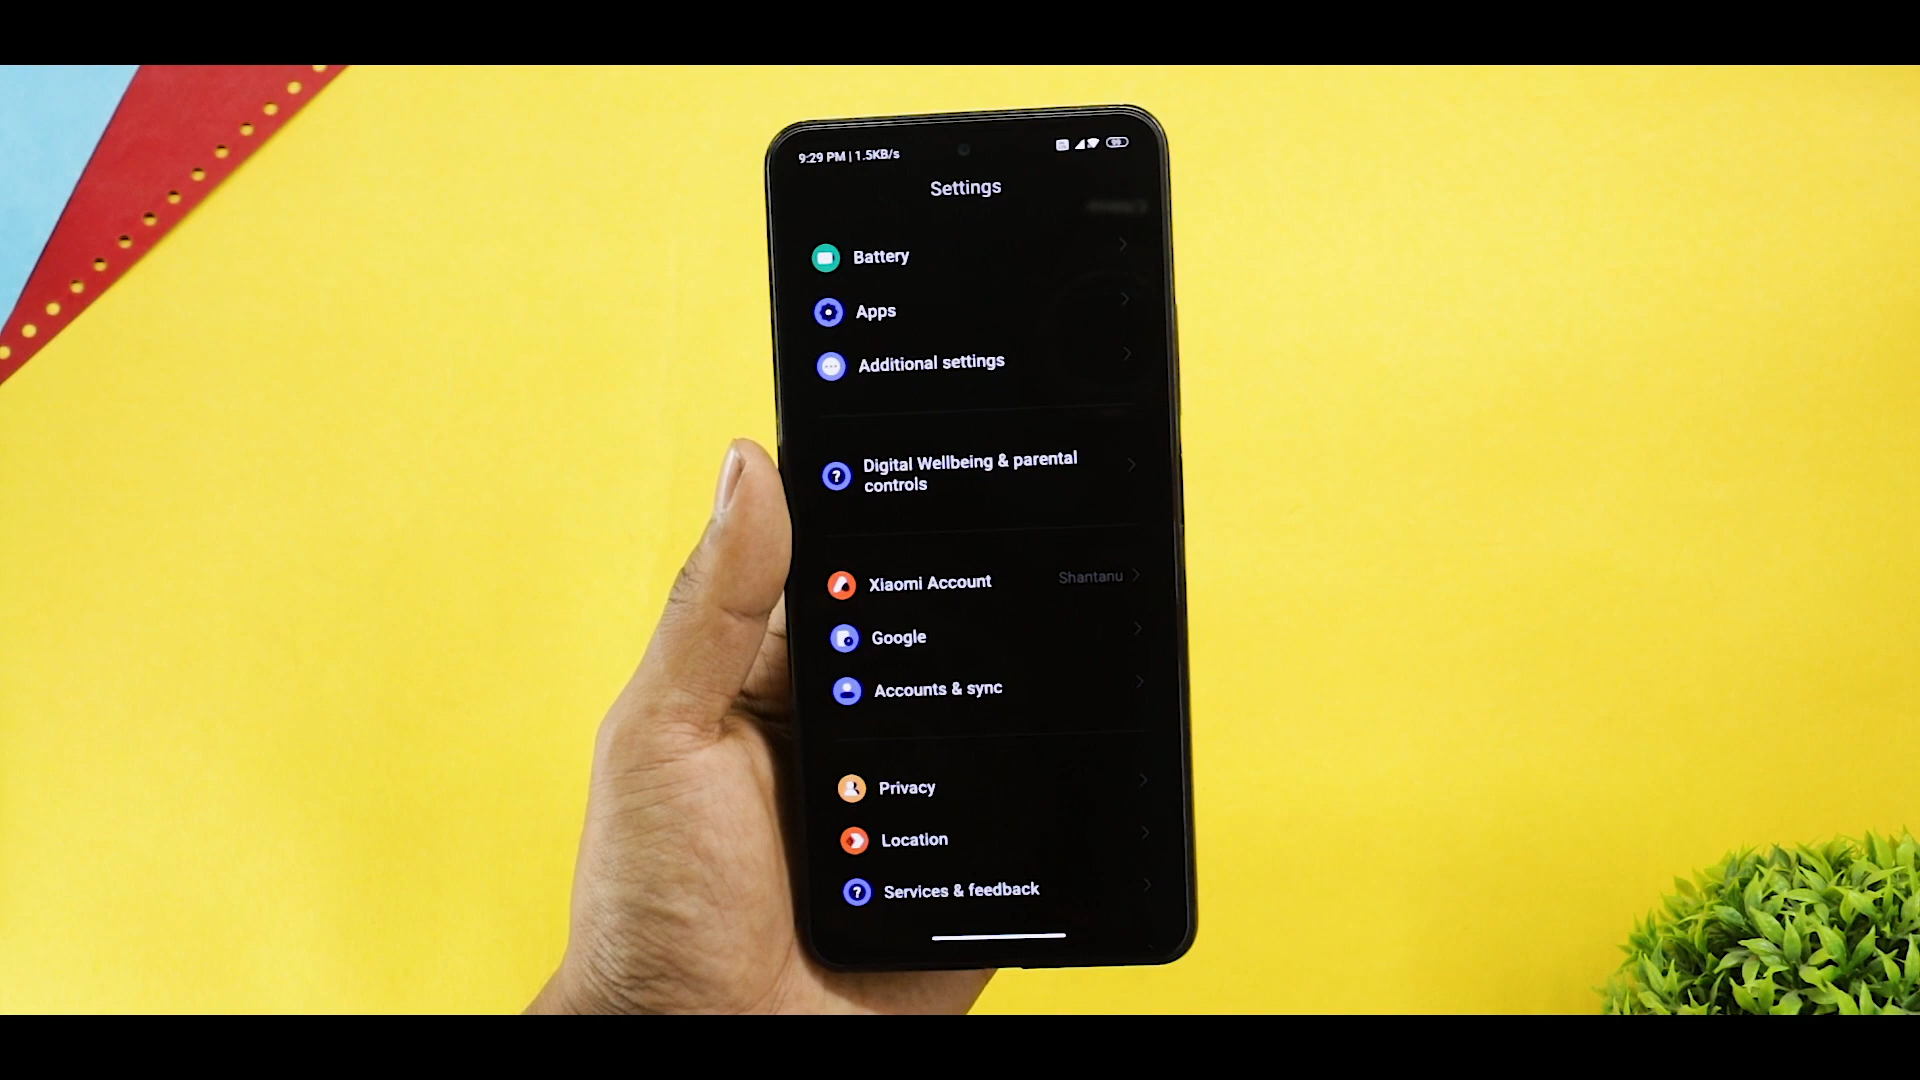 9:29 PM | 1.5KB/s
Settings
Battery
Apps
Additional settings
Digital Wellbeing & parental
controls
Xiaomi Account
Shantanu
Google
Accounts & sync
Privacy
Location
Services & feedback